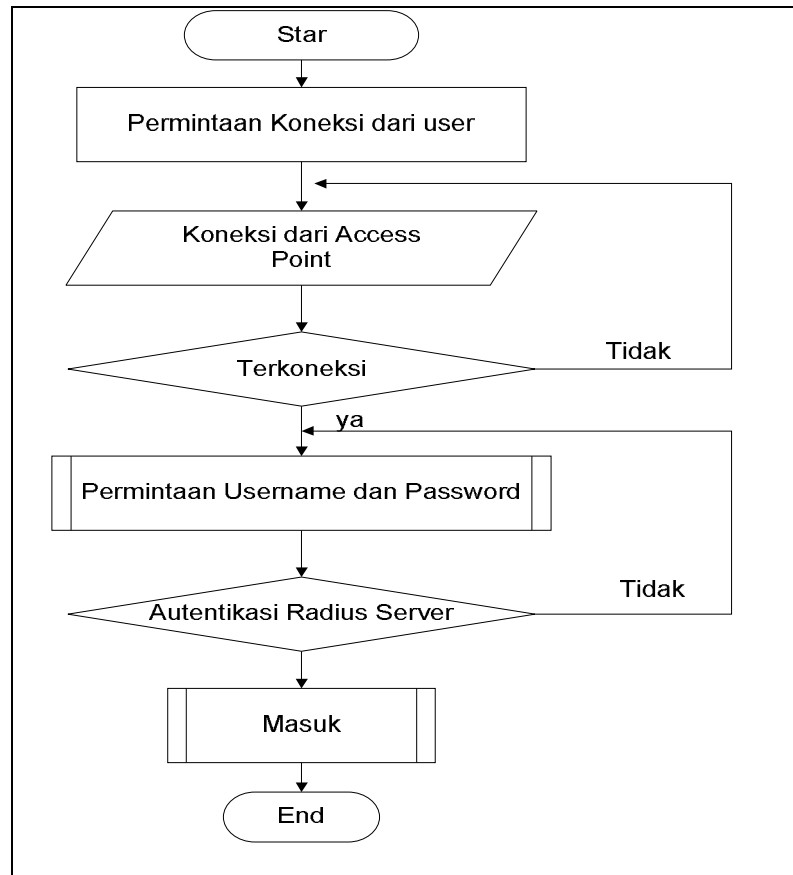 Star
Permintaan Koneksi dari user
Koneksi dari Access
Point
Terkoneksi
Tidak
ya
Permintaan Username dan Password
Tidak
Autentikasi Radius Server
Masuk
End